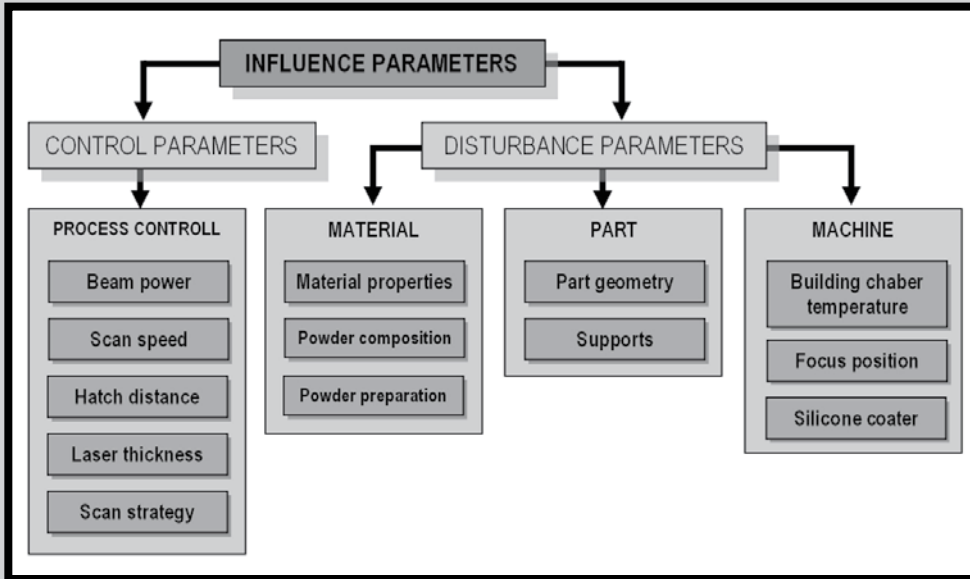 INFLUENCE PARAMETERS
CONTROL PARAMETERS
DISTURBANCE PARAMETERS
PROCESS CONTROLL
Beam power
Scan speed
Hatch distance
Laser thickness
Scan strategy
MATERIAL
Material properties
Powder composition
Powder preparation
PART
Part geometry
Supports
MACHINE
Building chaber
temperature
Focus position
Silicone coater